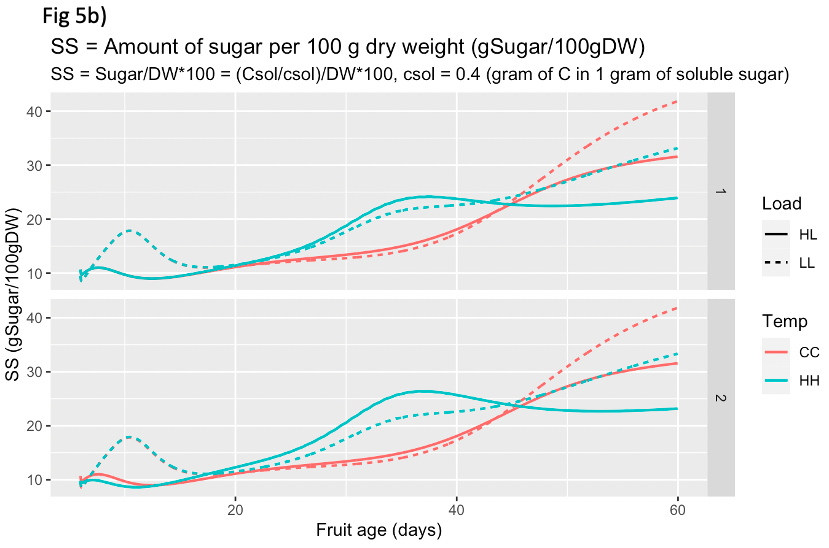 Fig 5b)
SS = Amount of sugar per 100 g dry weight (gSugar/100gDW)
SS = Sugar/DW*100 = (Csol/csol)/DW*100, csol = 0.4 (gram of C in 1 gram of soluble sugar)
SS (gSugar/100gDW)
40
30
20
10
1
40
30
20
10
2
20
40
60
Fruit age (days)
Load
HL
LL
Temp
CC
HH